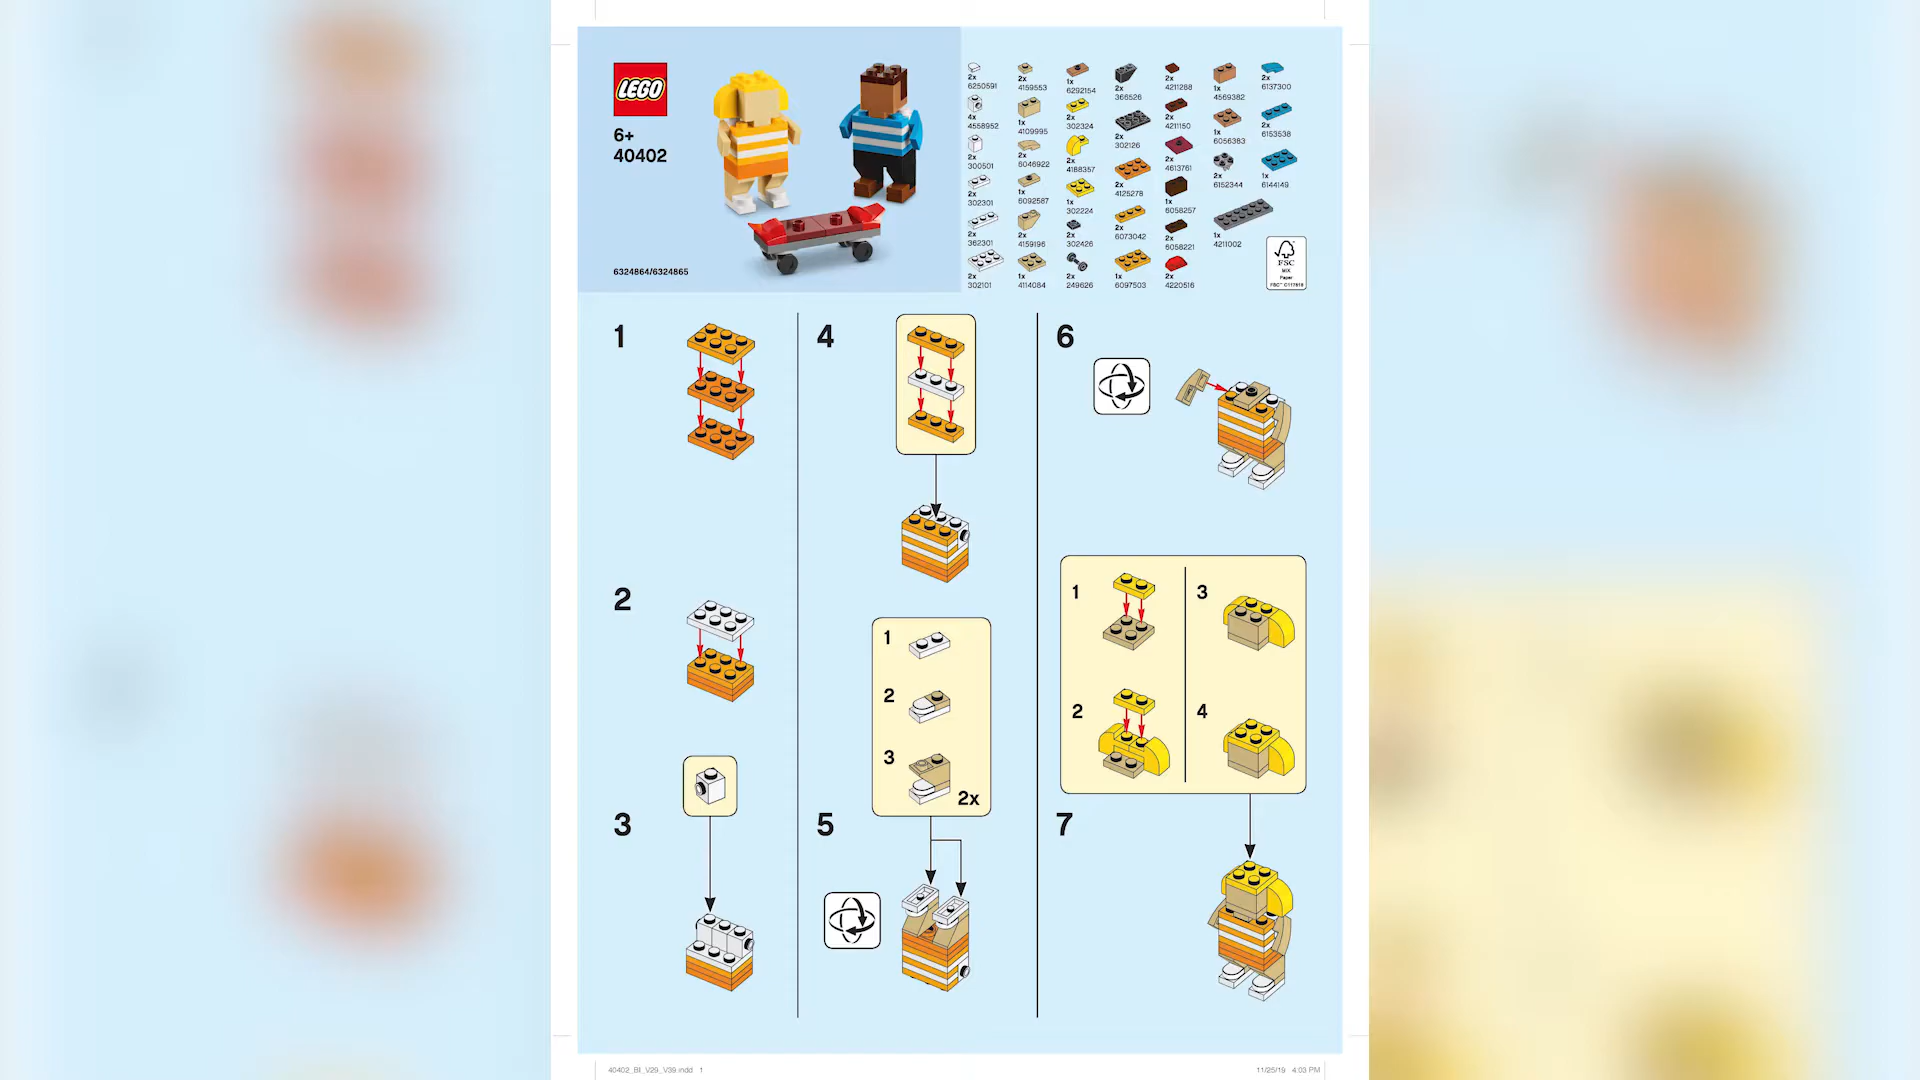 LEGO
6+
40402
6324864/6324865
2x
6250591
4x
4558952
2x
300501
2x
302301
2x
362301
2x
302101
2x
4159553
1x
4109995
2x
6046922
1x
6092587
2x
4159196
1x
4114084
1x
6292154
2x
302324
2x
4188357
1x
302224
2x
302426
2x
249626
2x
366526
2x
302126
2x
4125278
2x
6073042
1x
6097503
2x
4211288
2x
4211150
2x
4613761
1x
6058257
2x
6058221
2x
4220516
1x
4569382
1x
6056383
2x
6152344
1x
4211002
2x
6137300
2x
6153538
1x
6144149
FSC
MIX
Paper
FSC™ C117818
1
2
3
4
1
2
3
2x
5
6
1
2
3
4
7
40402_BI_V29_V39.indd 1
11/25/19 4:03 PM